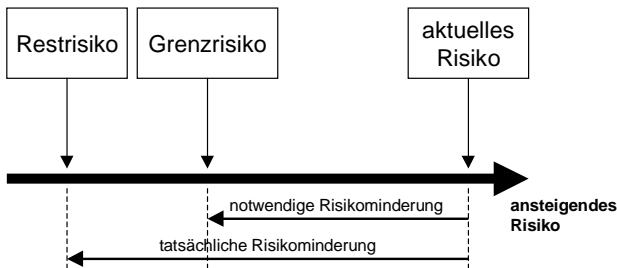 Restrisiko
Grenzrisiko
aktuelles
Risiko
notwendige Risikominderung
ansteigendes
Risiko
tatsächliche Risikominderung